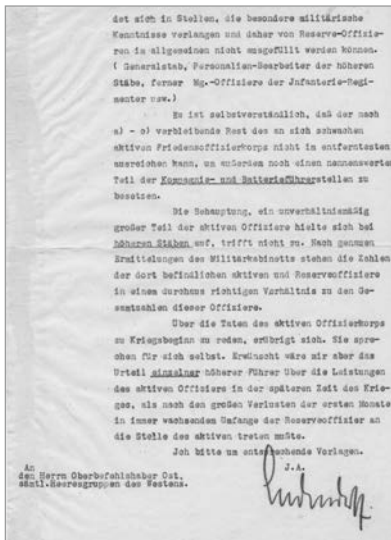 det sich in Stellen, die besondere militärische
Kenntnisse verlangen und daher von Reserve-Offizie-
ren im allgemeinen nicht ausgefüllt werden können.
( Generalstab, Personalien-Bearbeiter der höheren
Stäbe, ferner Mg.-Offiziere der Jnfanterie-Regi-
menter usw.)
Es ist selbstverständlich, daß der nach
a) - c) verbleibende Rest des an sich schwachen
aktiven Friedensoffizierkorps nicht im entferntesten
ausreichen kann, um außerdem noch einen nennenswerten
Teil der Kompagnie- und Batterieführerstellen zu
besetzen.
Die Behauptung, ein unverhältnismäßig
großer Teil der aktiven Offiziere hielte sich bei
höheren Stäben auf, trifft nicht zu. Nach genauen
Ermittelungen des Militärkabinetts stehen die Zahlen
der dort befindlichen aktiven und Reserveoffiziere
in einem durchaus richtigen Verhältnis zu den Ge-
samtzahlen dieser Offiziere.
Über die Taten des aktiven Offizierkorps
zu Kriegsbeginn zu reden, erübrigt sich. Sie spre-
chen für sich selbst. Erwünscht wäre mir aber das
Urteil einzelner höherer Führer über die Leistungen
des aktiven Offiziers in der späteren Zeit des Krie-
ges, als nach den großen Verlusten der ersten Monate
in immer wachsendem Umfange der Reserveoffizier an
die Stelle des aktiven treten mußte.
Jch bitte um entsprechende Vorlagen.
J.A.
Ludendorff.
An
den Herrn Oberbefehlshaber Ost,
sämtl.Heeresgruppen des Westens.